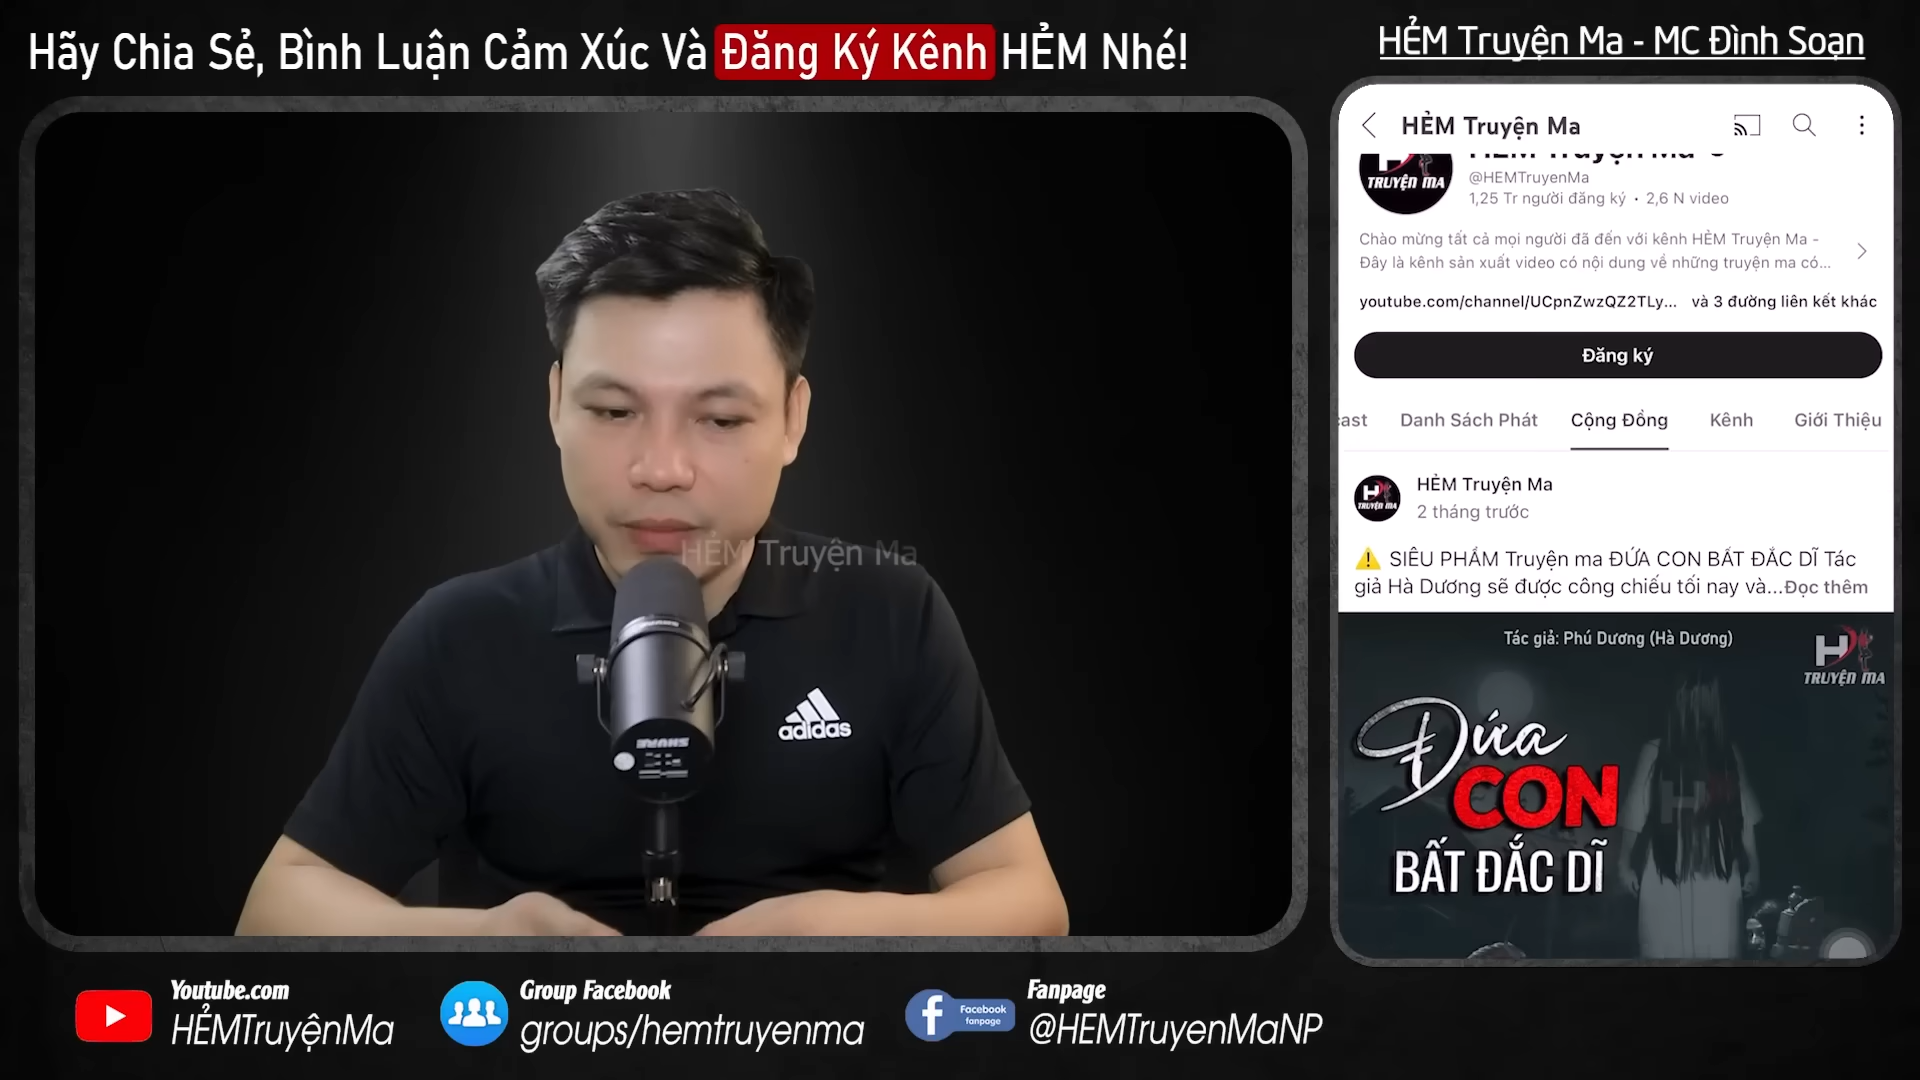 Hãy Chia Sẻ, Bình Luận Cảm Xúc Và Đăng Ký Kênh HẺM Nhé!
HẺM Truyện Ma - MC Đình Soạn
HẺM Truyện Ma
TRUYỆN MA
@HEMTruyenMa
1,25 Tr người đăng ký • 2,6 N video
Chào mừng tất cả mọi người đã đến với kênh HẺM Truyện Ma -
Đây là kênh sản xuất video có nội dung về những truyện ma có...
youtube.com/channel/UCpnZwzQZ2TLy... và 3 đường liên kết khác
Đăng ký
cast Danh Sách Phát Cộng Đồng Kênh Giới Thiệu
HẺM Truyện Ma
2 tháng trước
TRUYỆN MA
⚠️ SIÊU PHẨM Truyện ma ĐỨA CON BẤT ĐẮC DĨ Tác
giả Hà Dương sẽ được công chiếu tối nay và...Đọc thêm
Tác giả: Phú Dương (Hà Dương)
H
TRUYỆN MA
Đứa
CON
BẤT ĐẮC DĨ
HẺM Truyện Ma
adidas
SHURE
Youtube.com
HẺMTruyệnMa
Group Facebook
groups/hemtruyenma
Facebook
fanpage
Fanpage
@HEMTruyenMaNP